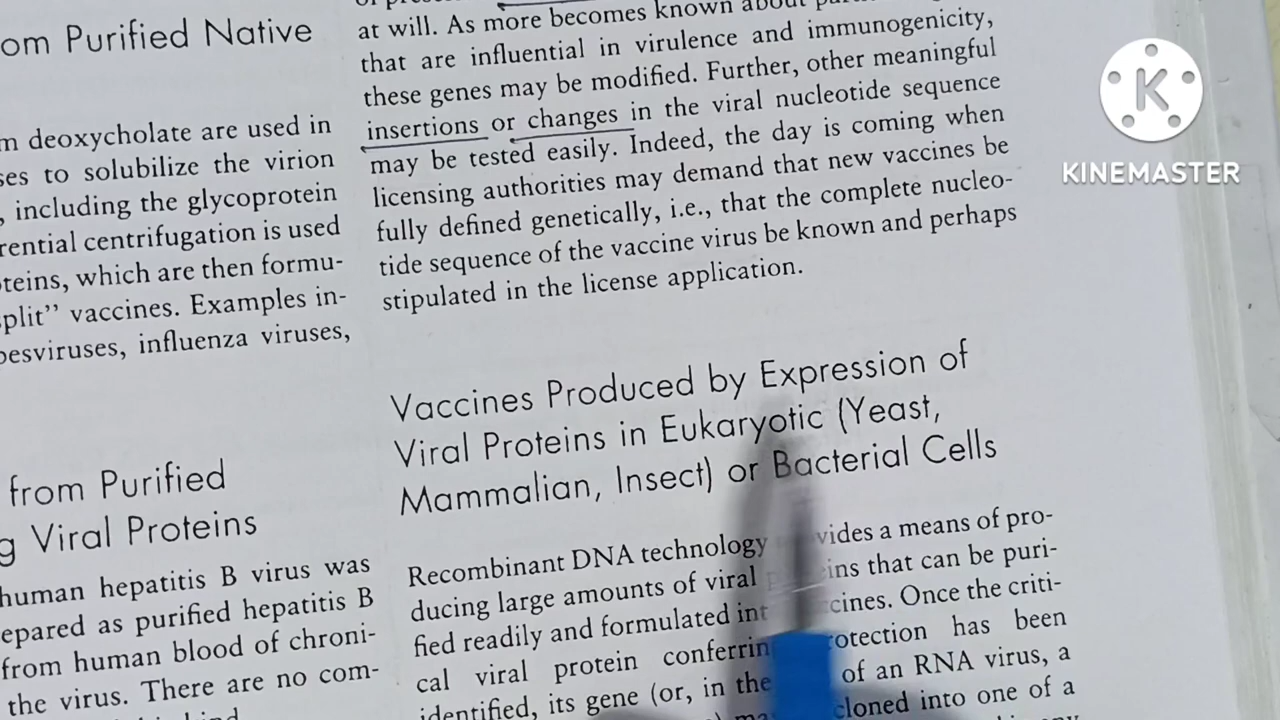 om Purified Native
m deoxycholate are used in
ses to solubilize the virion
, including the glycoprotein
rential centrifugation is used
oteins, which are then formu-
split" vaccines. Examples in-
pesviruses, influenza viruses,
from Purified
g Viral Proteins
human hepatitis B virus was
epared as purified hepatitis B
from human blood of chroni-
the virus. There are no com-
at will. As more becomes known about
that are influential in virulence and immunogenicity,
these genes may be modified. Further, other meaningful
insertions or changes in the viral nucleotide sequence
may be tested easily. Indeed, the day is coming when
licensing authorities may demand that new vaccines be
fully defined genetically, i.e., that the complete nucleo-
tide sequence of the vaccine virus be known and perhaps
stipulated in the license application.
Vaccines Produced by Expression of
Viral Proteins in Eukaryotic (Yeast,
Mammalian, Insect) or Bacterial Cells
Recombinant DNA technology vides a means of pro-
ducing large amounts of viral ins that can be puri-
fied readily and formulated int cines. Once the criti-
cal viral protein conferrin rotection has been
identified, its gene (or, in the of an RNA virus, a
cloned into one of a
KINEMASTER